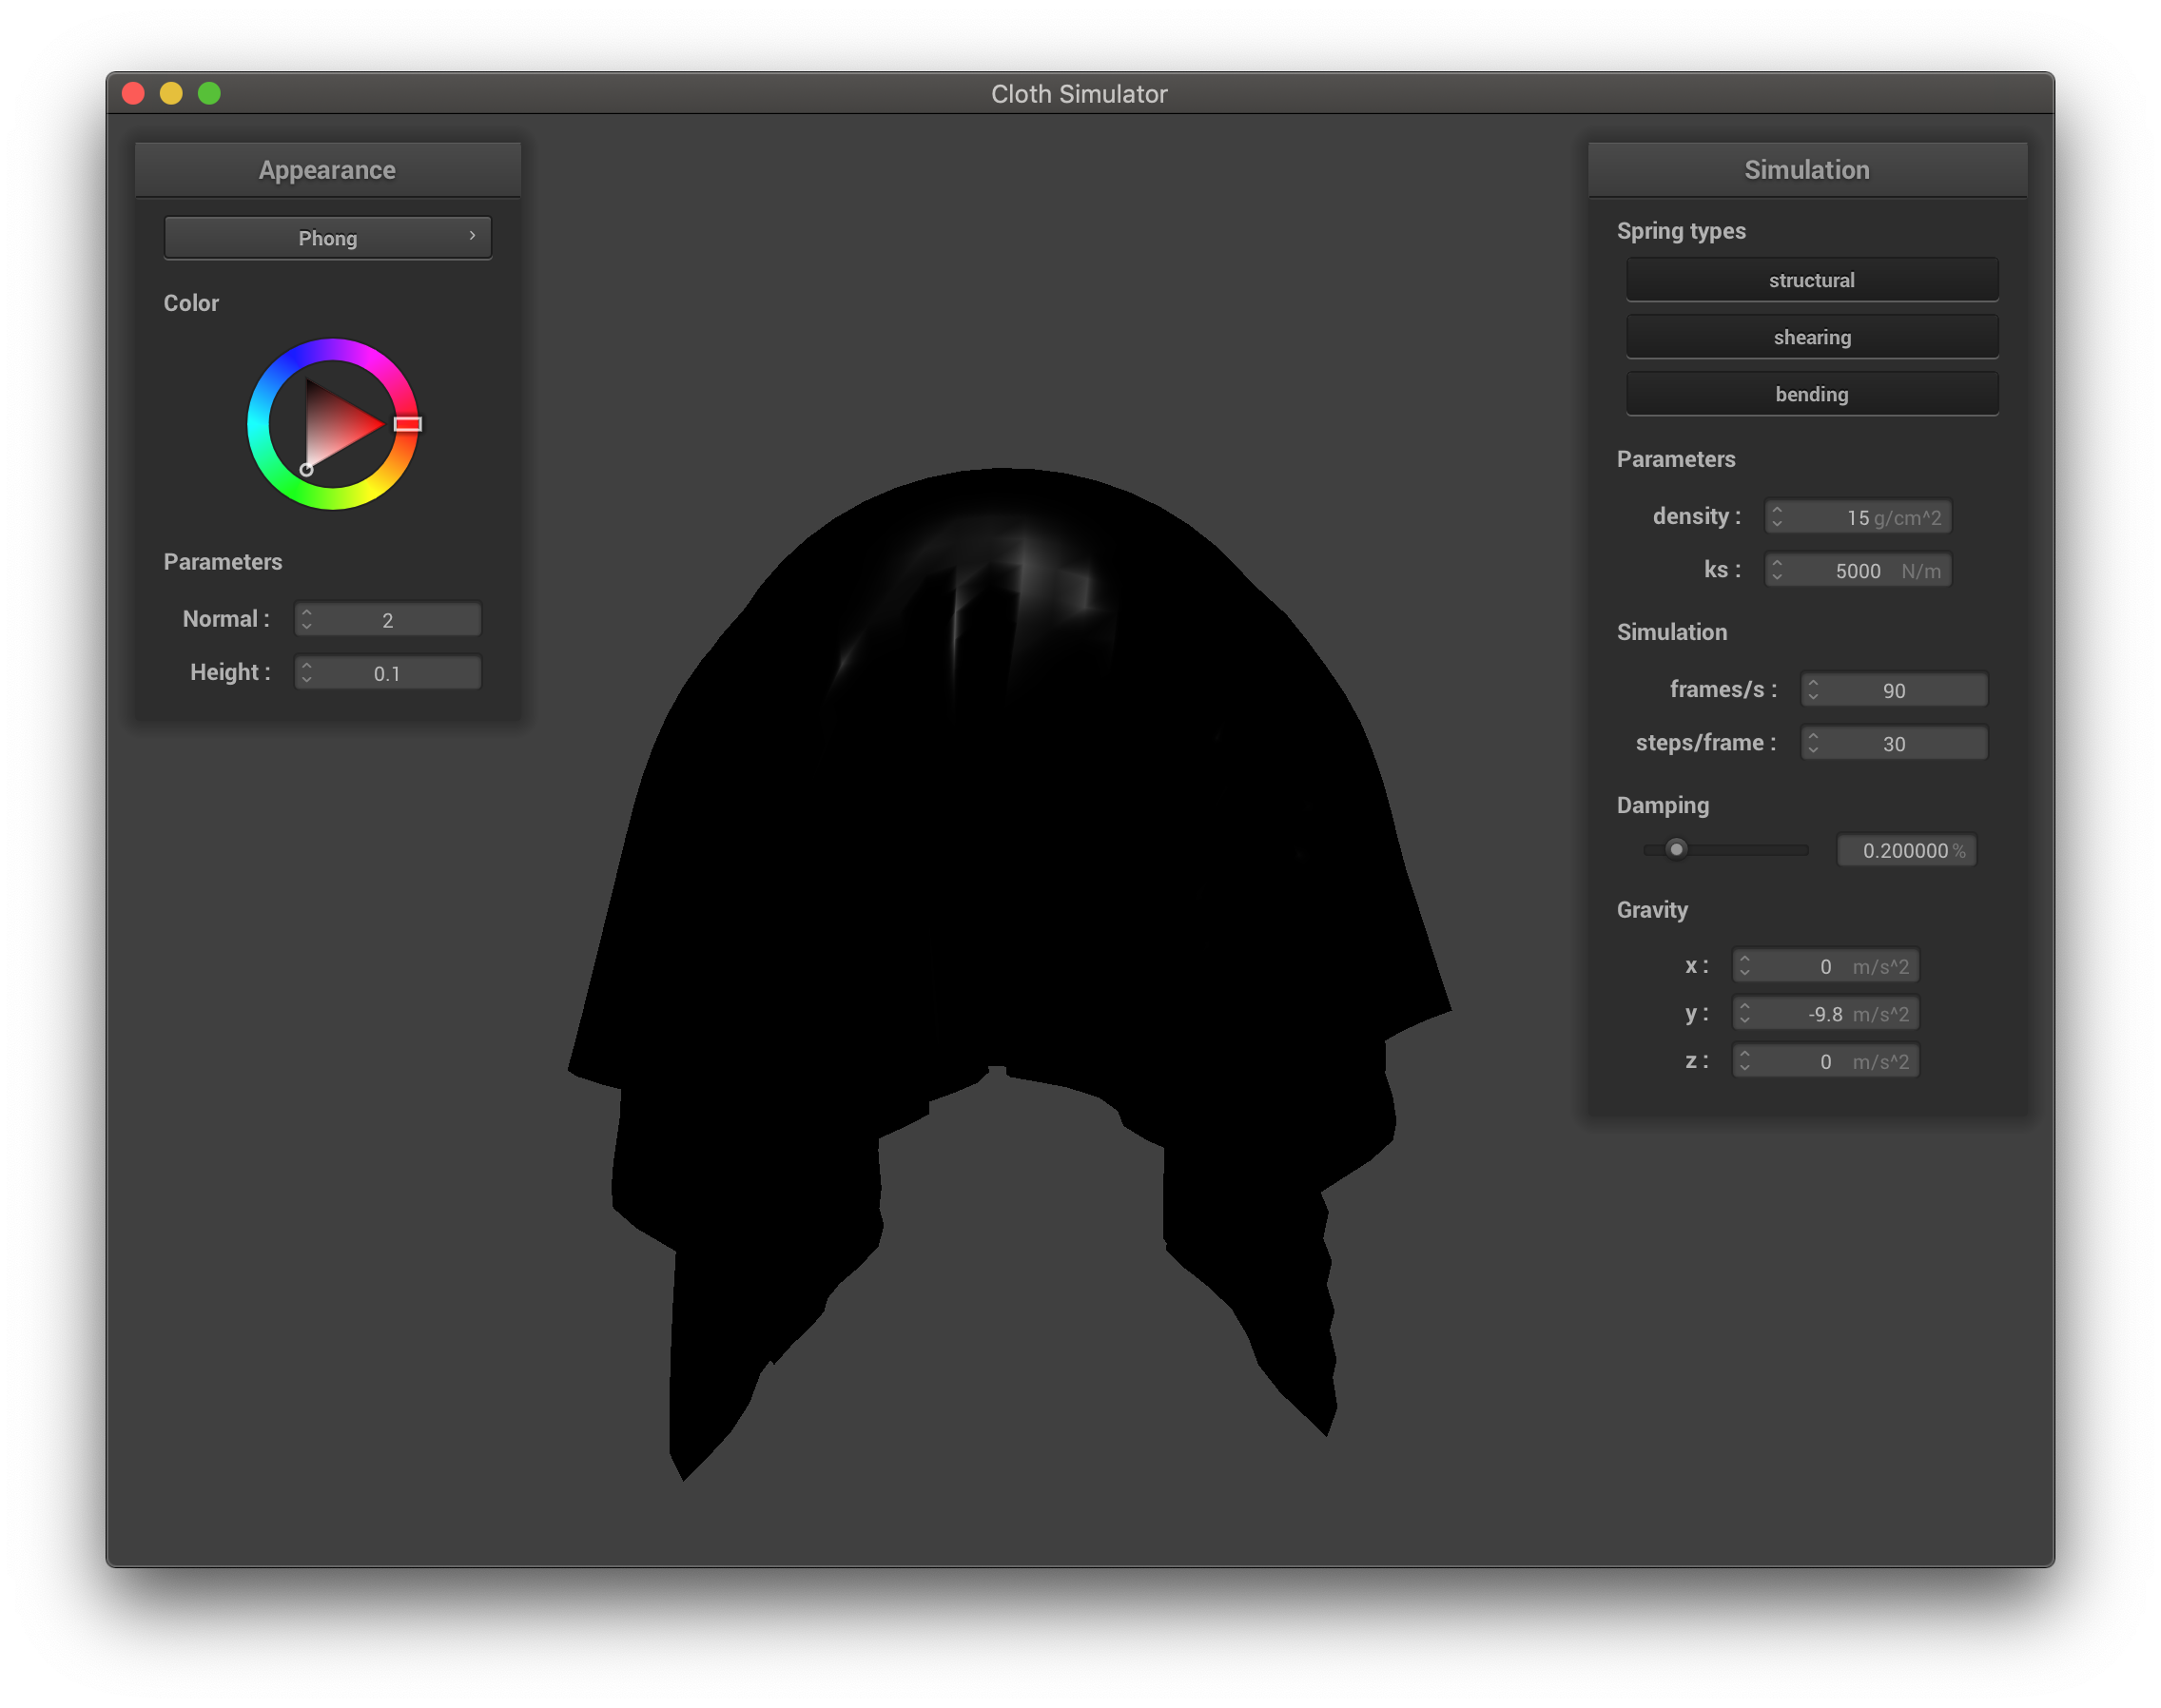 Cloth Simulator
Appearance
Phong
Color
Parameters
Normal : 2
Height : 0.1
Simulation
Spring types
structural
shearing
bending
Parameters
density : 15 g/cm^2
ks : 5000 N/m
Simulation
frames/s : 90
steps/frame : 30
Damping
0.200000 %
Gravity
x : 0 m/s^2
y : -9.8 m/s^2
z : 0 m/s^2